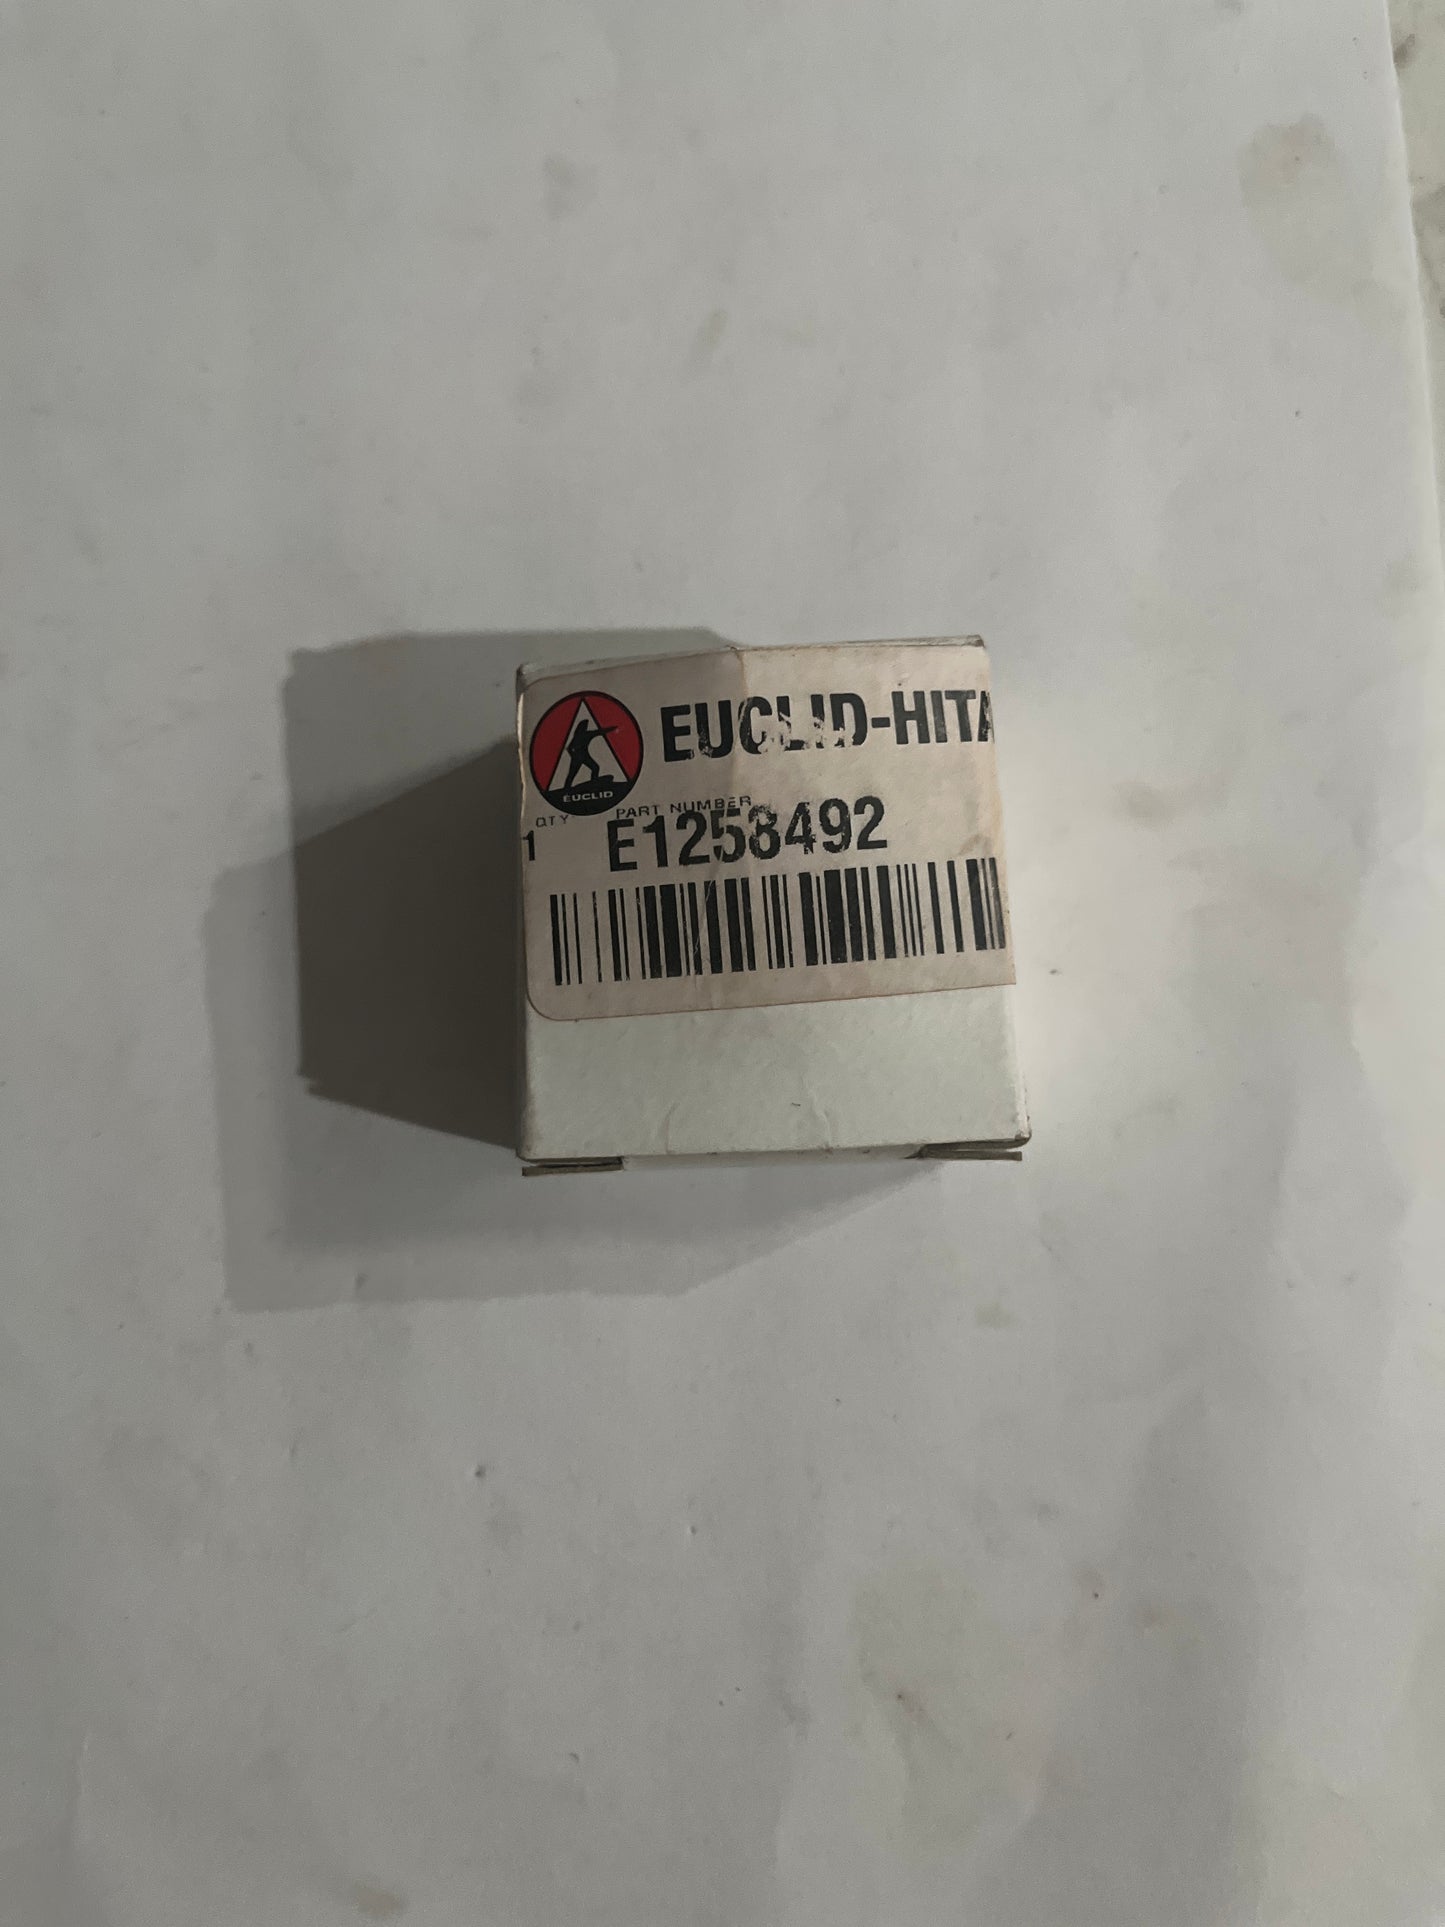 EUCLID-HITA
EUCLID
QTY PART NUMBER
1 E1258492